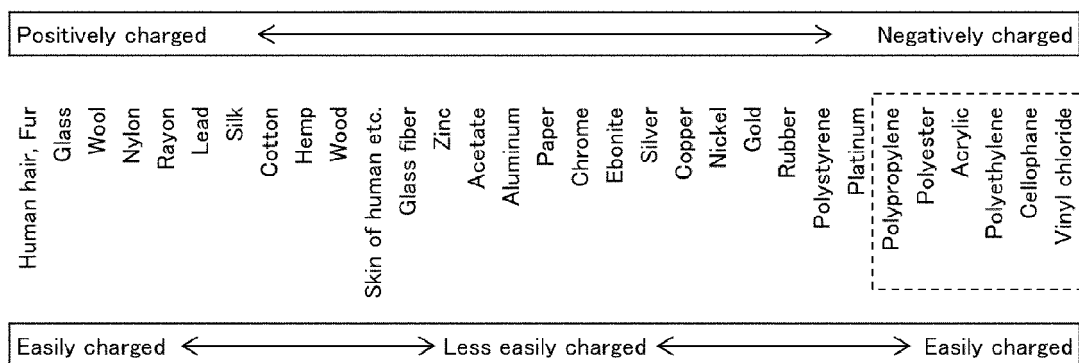 Positively charged
Negatively charged
Human hair, Fur
Glass
Wool
Nylon
Rayon
Lead
Silk
Cotton
Hemp
Wood
Skin of human etc.
Glass fiber
Zinc
Acetate
Aluminum
Paper
Chrome
Ebonite
Silver
Copper
Nickel
Gold
Rubber
Polystyrene
Platinum
Polypropylene
Polyester
Acrylic
Polyethylene
Cellophane
Vinyl chloride
Easily charged
Less easily charged
Easily charged